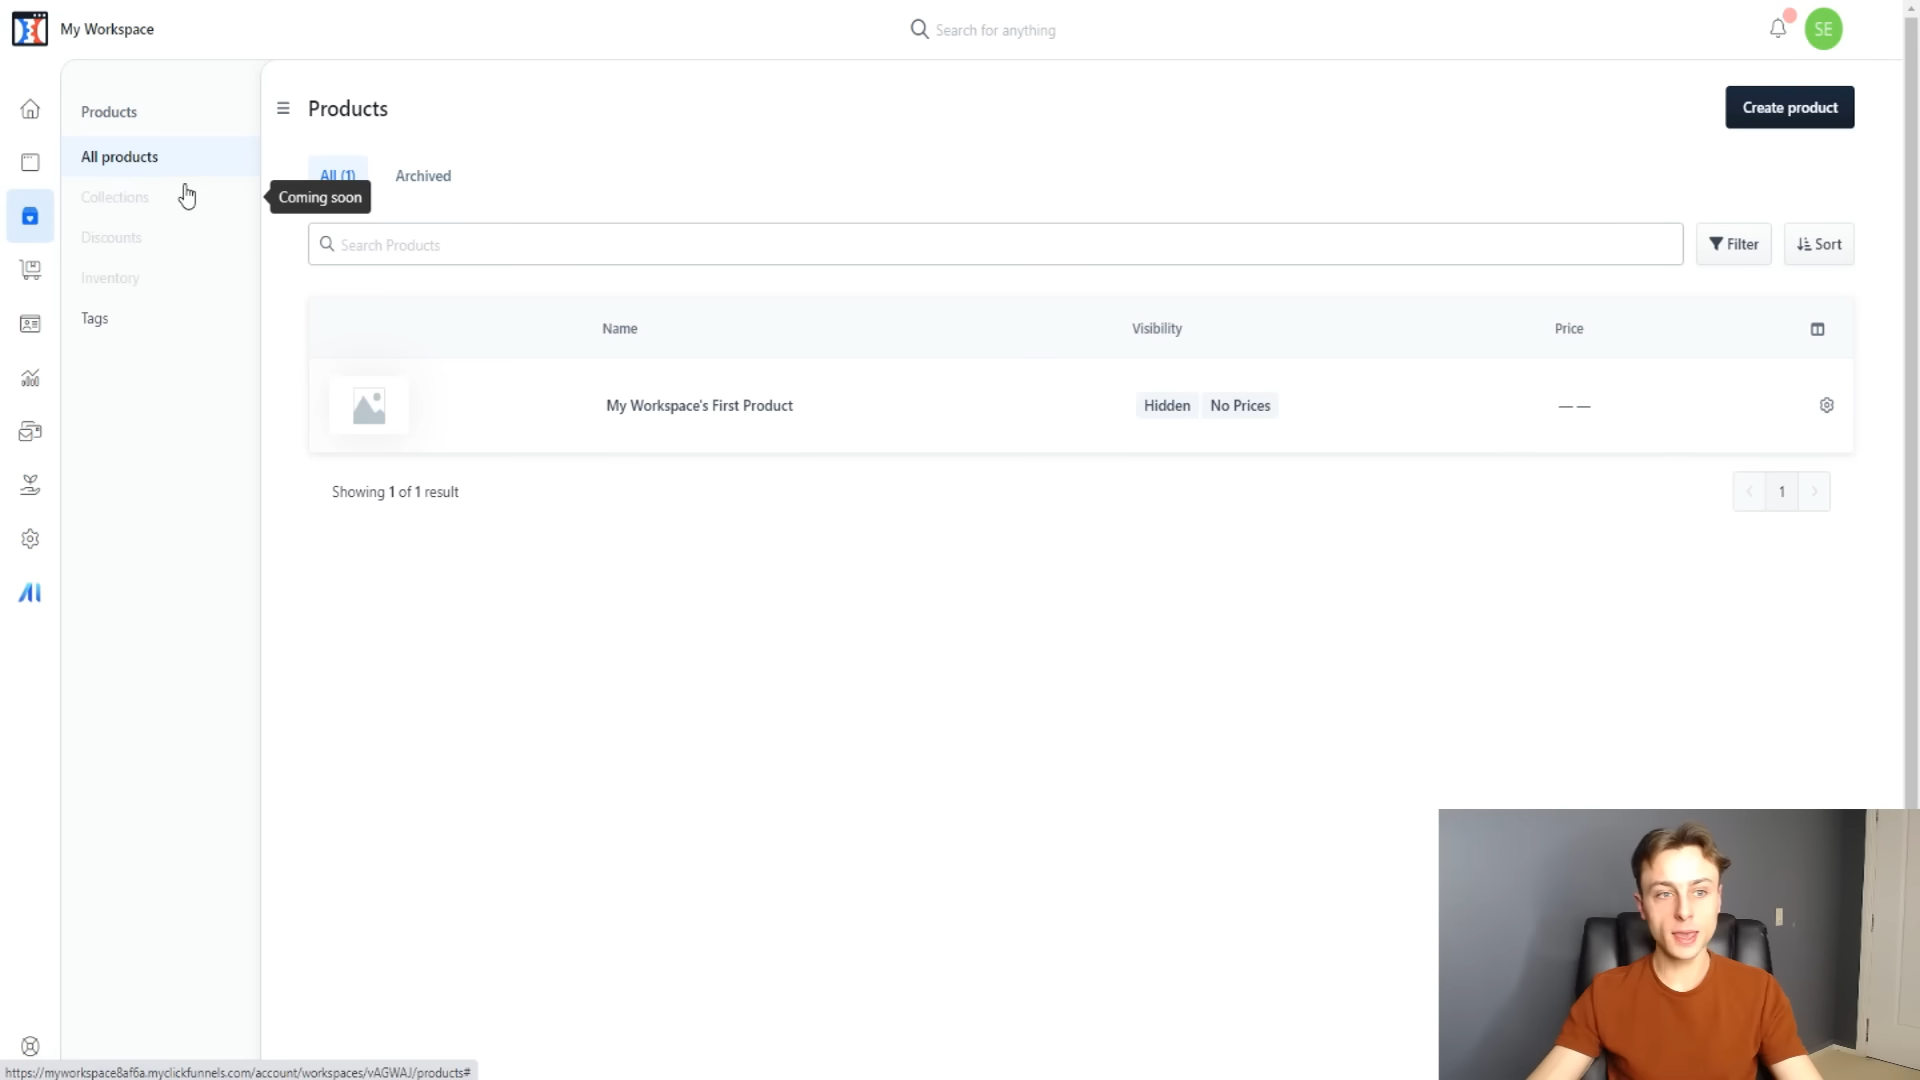 My Workspace
Search for anything
SE
Products
All products
Collections
Discounts
Inventory
Tags
Products
Create product
All (1)
Archived
Coming soon
Search Products
Filter
Sort
Name
Visibility
Price
My Workspace's First Product
Hidden
No Prices
— —
Showing 1 of 1 result
1
AI
https://myworkspace8af6a.myclickfunnels.com/account/workspaces/vAGWAJ/products#